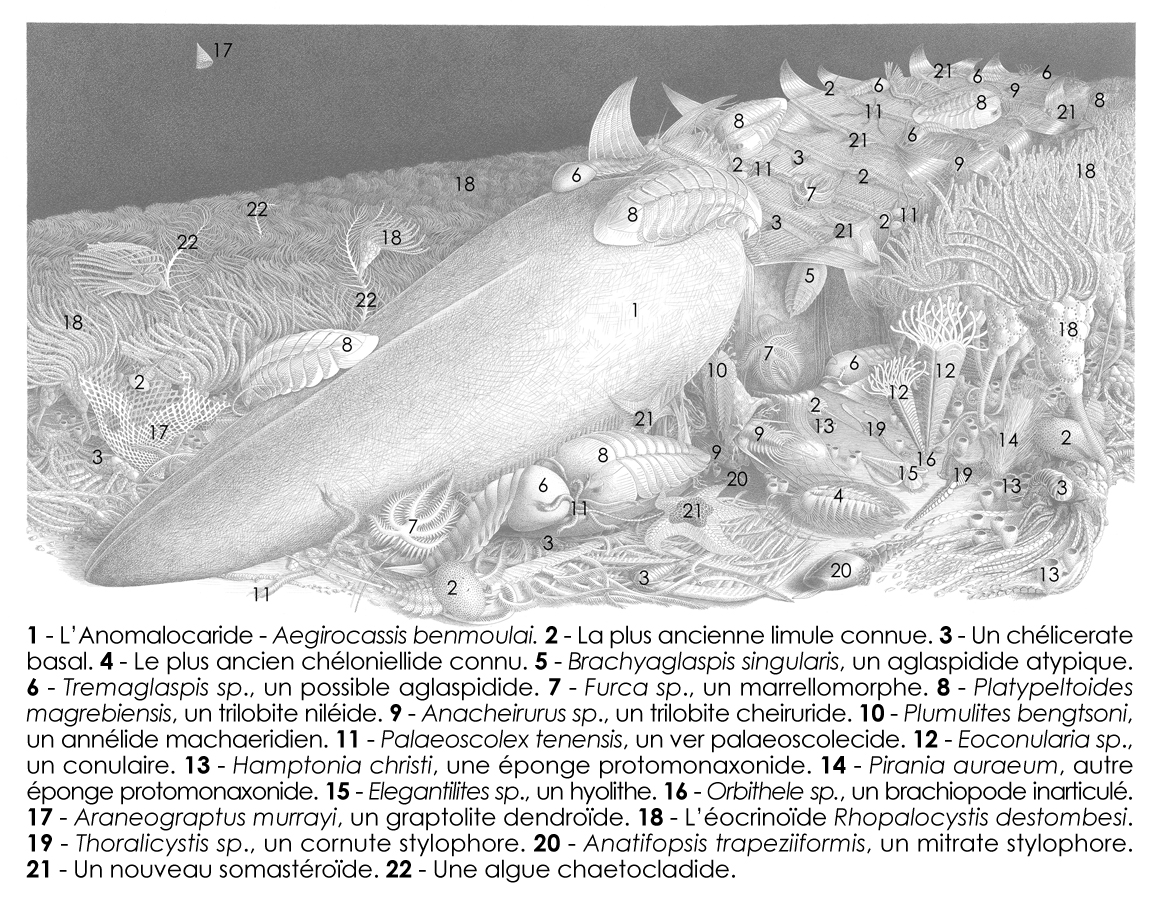 17
21 6 6
2 6 9
8 8 21 8
11
8
21 6
3
2 11 9
18 6 2 18
7
22 8 3 21 2 11
22 18
5
22 1
18 18
8 7
10 6 12
2 12
2
17 21 13 19 14 2
9
3 8 9 16
20 15 19 13 3
6 4
7 11 21
3
2 3 20 13
11
1 - L’Anomalocaride - Aegirocassis benmoulai. 2 - La plus ancienne limule connue. 3 - Un chélicerate
basal. 4 - Le plus ancien chéloniellide connu. 5 - Brachyaglaspis singularis, un aglaspidide atypique.
6 - Tremaglaspis sp., un possible aglaspidide. 7 - Furca sp., un marrellomorphe. 8 - Platypeltoides
magrebiensis, un trilobite niléide. 9 - Anacheirurus sp., un trilobite cheiruride. 10 - Plumulites bengtsoni,
un annélide machaeridien. 11 - Palaeoscolex tenensis, un ver palaeoscolecide. 12 - Eoconularia sp.,
un conulaire. 13 - Hamptonia christi, une éponge protomonaxonide. 14 - Pirania auraeum, autre
éponge protomonaxonide. 15 - Elegantilites sp., un hyolithe. 16 - Orbithele sp., un brachiopode inarticulé.
17 - Araneograptus murrayi, un graptolite dendroïde. 18 - L’éocrinoïde Rhopalocystis destombesi.
19 - Thoralicystis sp., un cornute stylophore. 20 - Anatifopsis trapeziiformis, un mitrate stylophore.
21 - Un nouveau somastéroïde. 22 - Une algue chaetocladide.